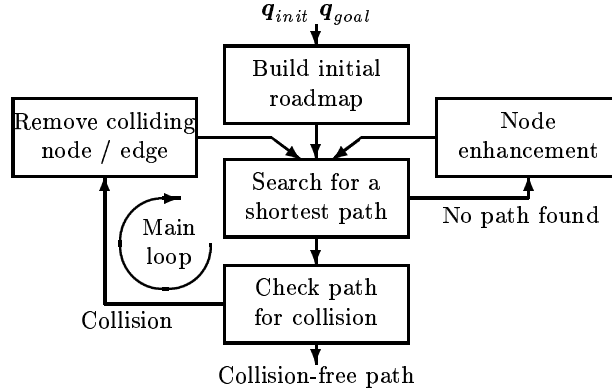 q_init q_goal
Build initial
roadmap
Remove colliding
node / edge
Node
enhancement
Search for a
shortest path
No path found
Main
loop
Check path
for collision
Collision
Collision-free path